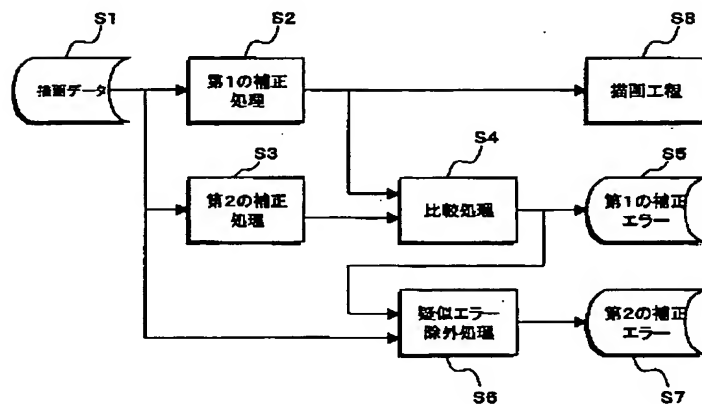 S1
S2
S8
描画データ
第1の補正
処理
描画工程
S3
S4
S5
第2の補正
処理
比較処理
第1の補正
エラー
疑似エラー
除外処理
第2の補正
エラー
S6
S7